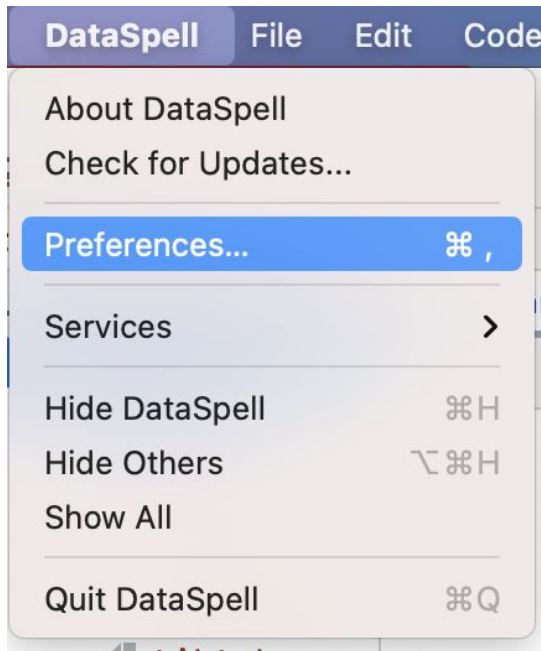 DataSpell File Edit Code
About DataSpell
Check for Updates...
Preferences... ⌘ ,
Services
Hide DataSpell ⌘H
Hide Others ⌥⌘H
Show All
Quit DataSpell ⌘Q